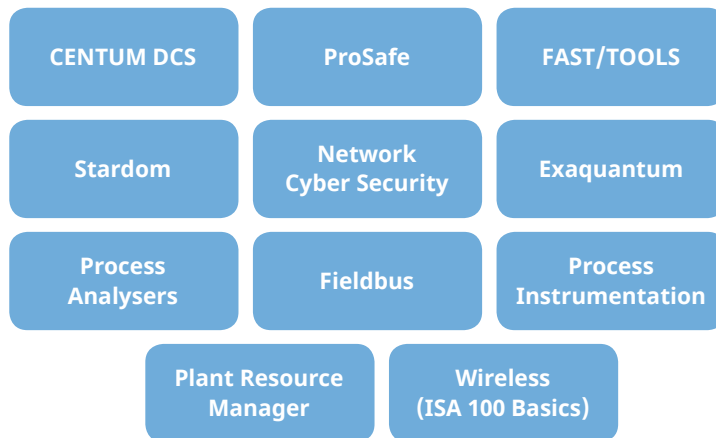 CENTUM DCS
ProSafe
FAST/TOOLS
Stardom
Network
Cyber Security
Exaquantum
Process
Analysers
Fieldbus
Process
Instrumentation
Plant Resource
Manager
Wireless
(ISA 100 Basics)